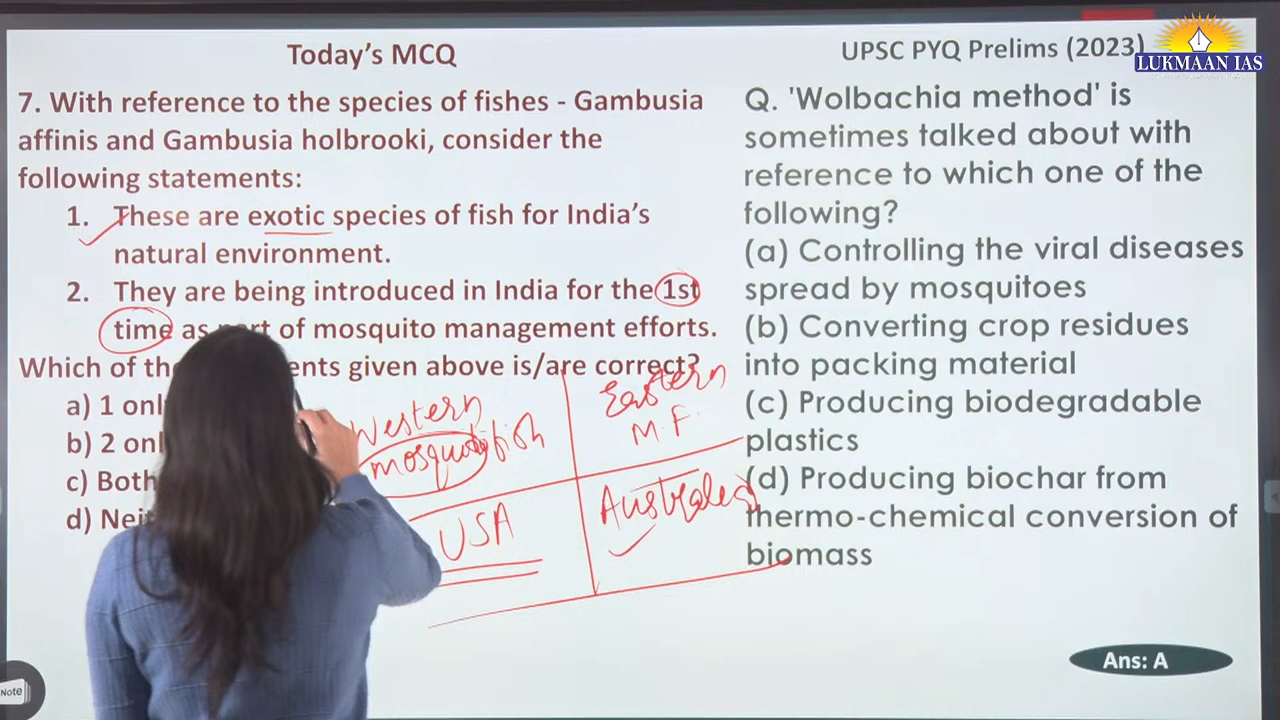 Today's MCQ
7. With reference to the species of fishes - Gambusia
affinis and Gambusia holbrooki, consider the
following statements:
1. These are exotic species of fish for India's
natural environment.
2. They are being introduced in India for the 1st
time as part of mosquito management efforts.
Which of the ents given above is/are correct?
a) 1 onl
b) 2 onl
c) Both
d) Nei
Western
mosquitofish
USA
Eastern
M.F.
Australia
UPSC PYQ Prelims (2023)
LUKMAAN IAS
Q. 'Wolbachia method' is
sometimes talked about with
reference to which one of the
following?
(a) Controlling the viral diseases
spread by mosquitoes
(b) Converting crop residues
into packing material
(c) Producing biodegradable
plastics
(d) Producing biochar from
thermo-chemical conversion of
biomass
Ans: A
Note